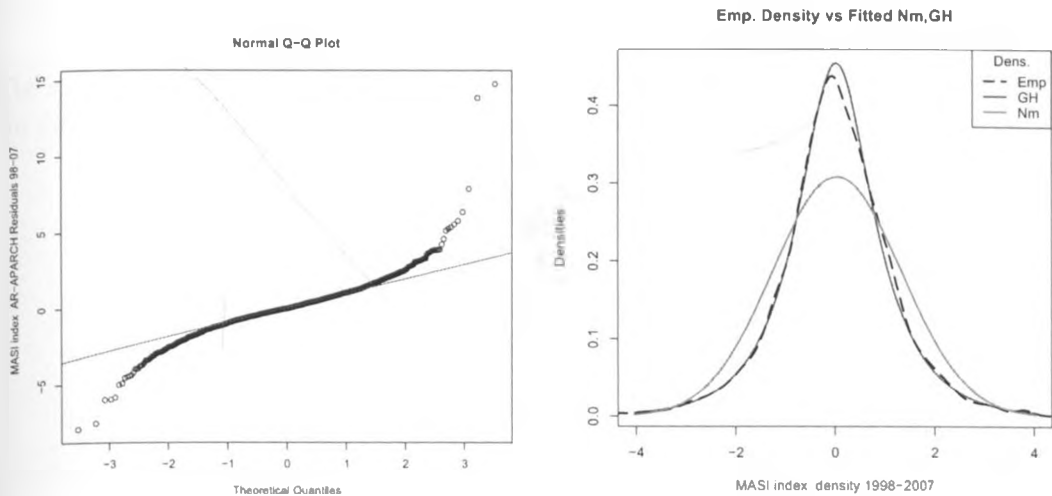 Normal Q-Q Plot
MASI index AR-APARCH Residuals 98-07
15
10
5
0
-5
-3
-2
-1
0
1
2
3
Theoretical Quantiles
Emp. Density vs Fitted Nm,GH
Densities
0.4
0.3
0.2
0.1
0.0
Dens.
Emp
GH
Nm
-4
-2
0
2
4
MASI index density 1998-2007